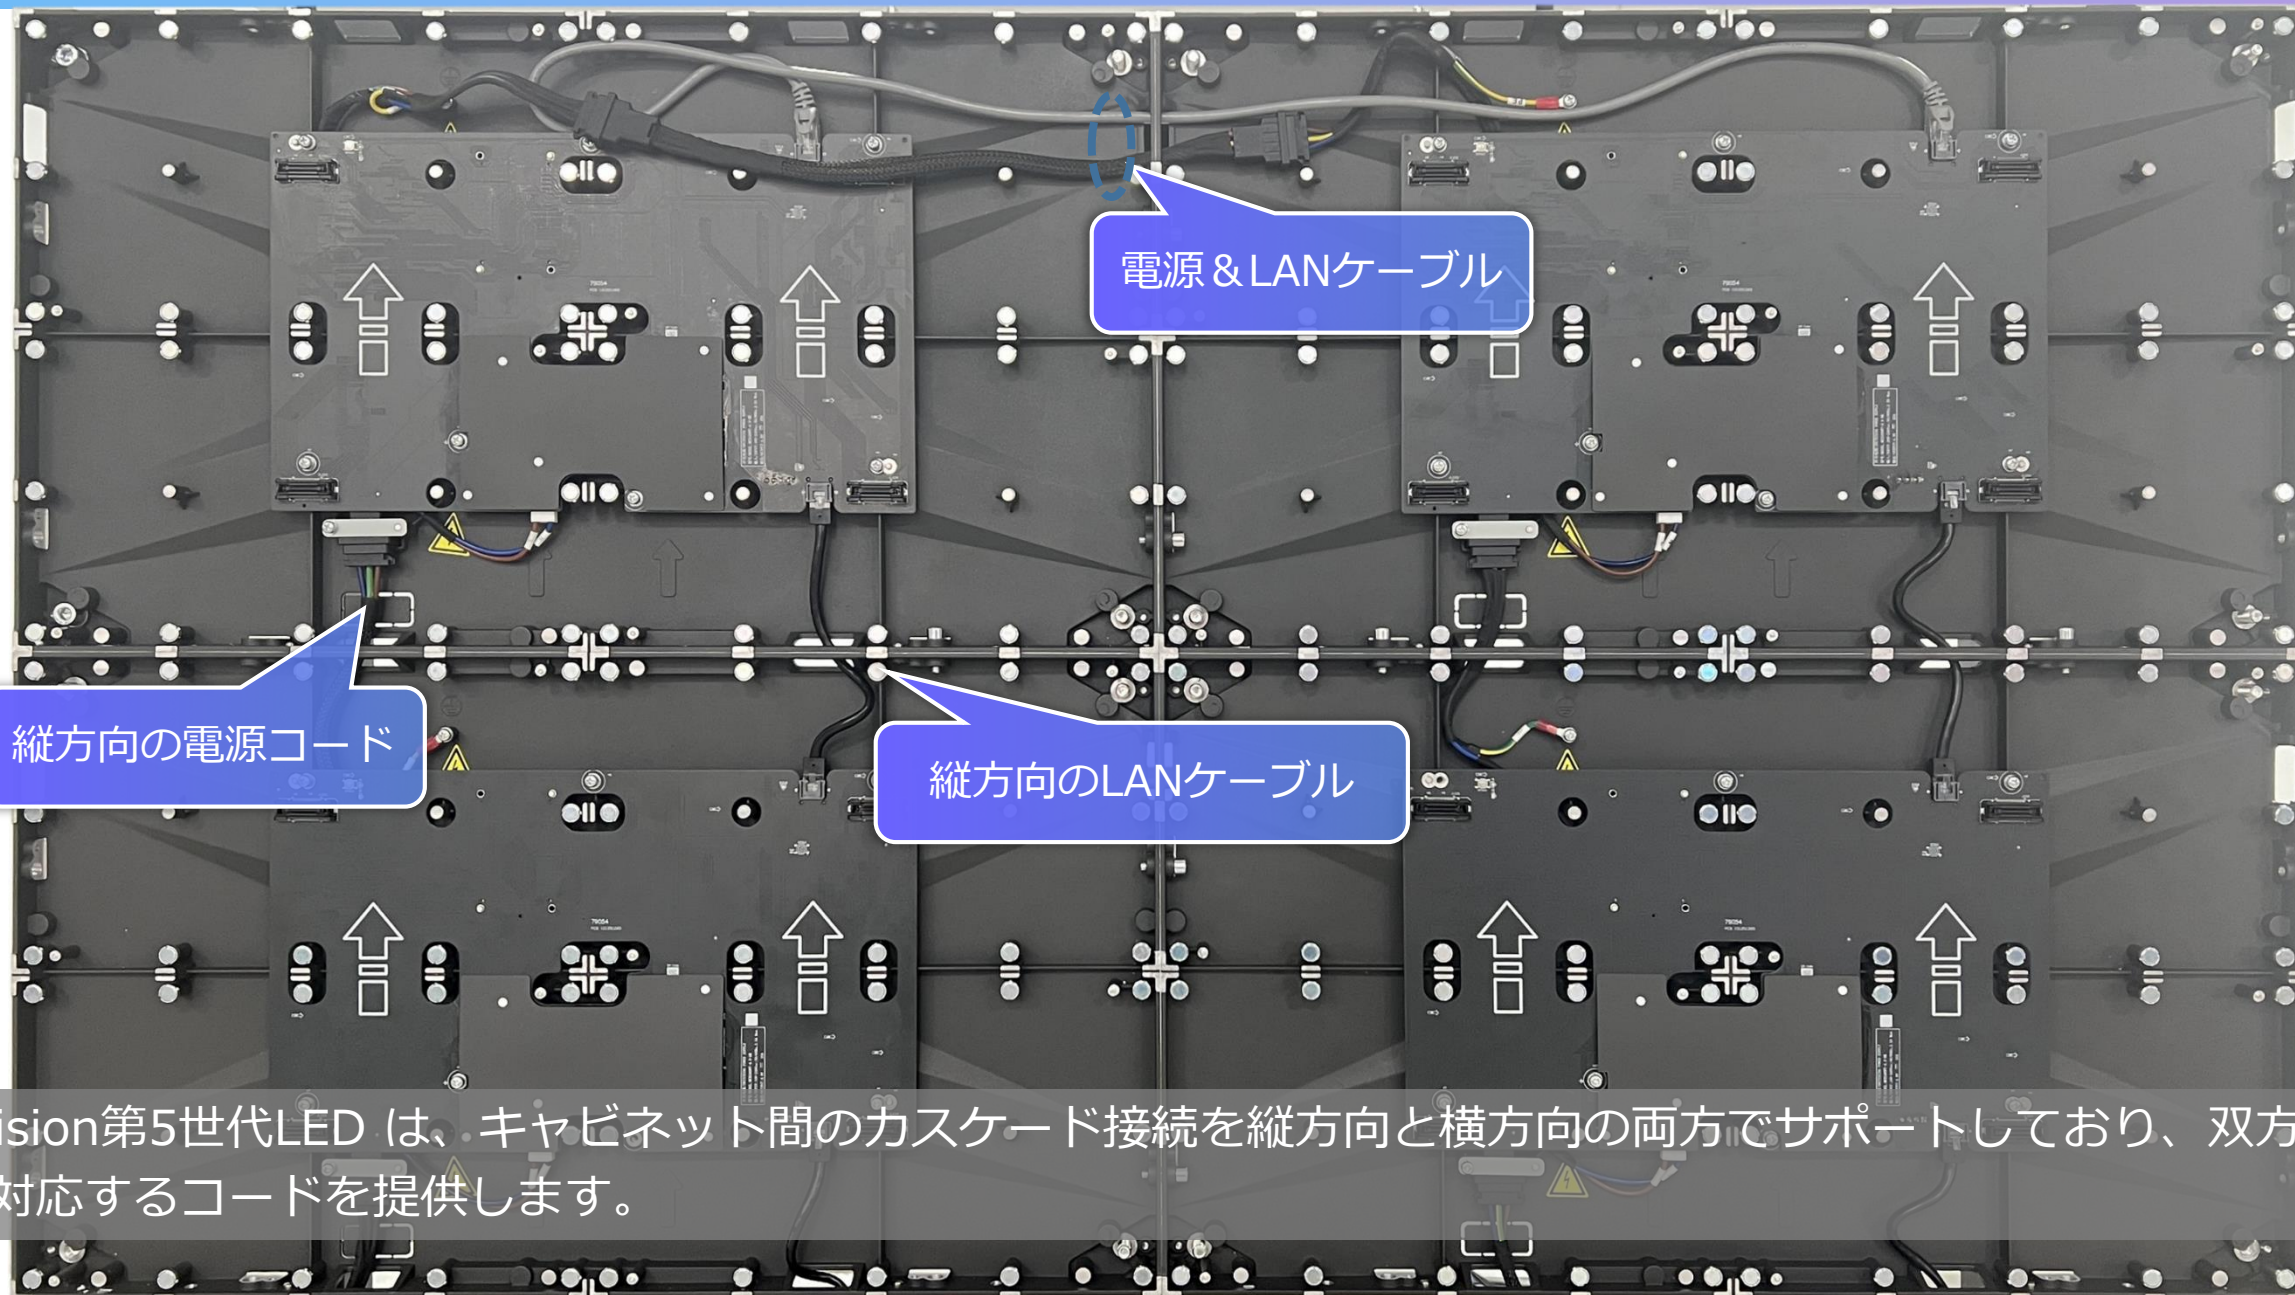 電源＆LANケーブル
縦方向の電源コード
縦方向のLANケーブル
ision第5世代LED は、キャビネット間のカスケード接続を縦方向と横方向の両方でサポートしており、双方
対応するコードを提供します。